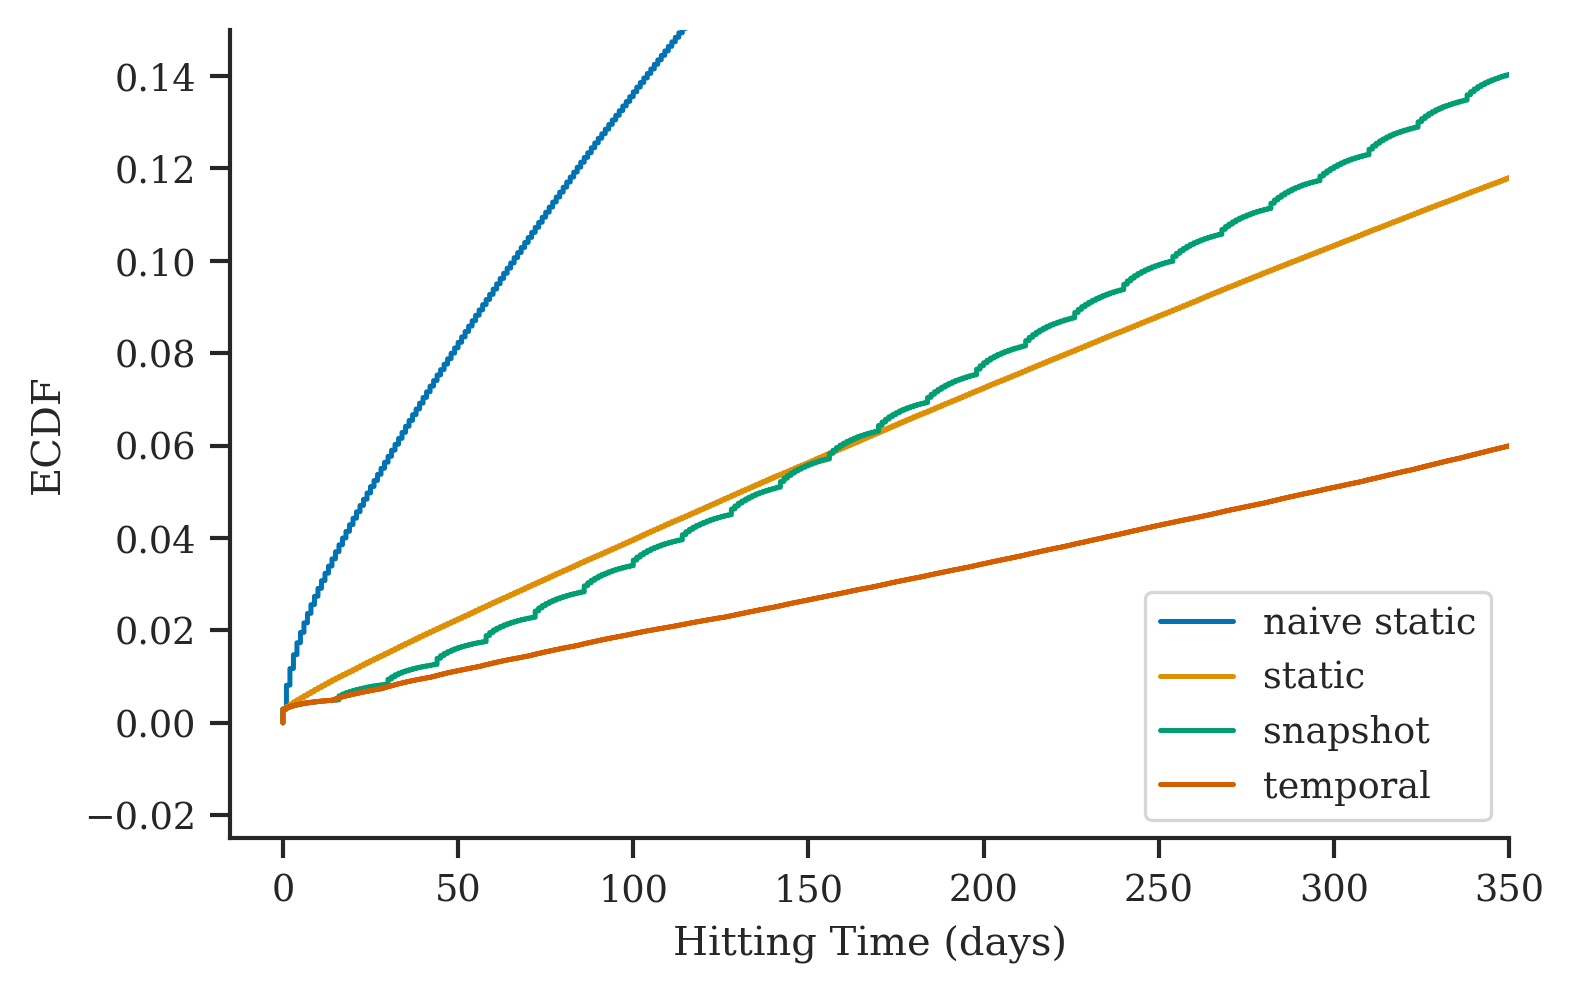 0.14
0.12
0.10
0.08
0.06
0.04
0.02
0.00
−0.02
ECDF
0 50 100 150 200 250 300 350
Hitting Time (days)
naive static
static
snapshot
temporal